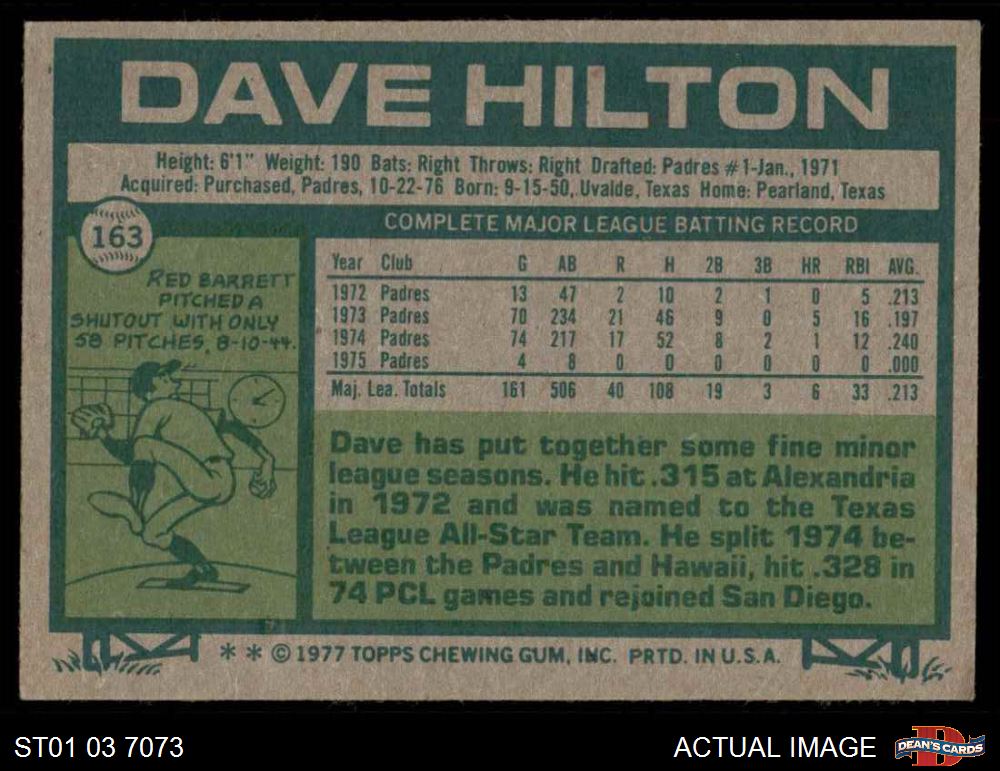 DAVE HILTON
Height: 6'1" Weight: 190 Bats: Right Throws: Right Drafted: Padres #1-Jan., 1971
Acquired: Purchased, Padres, 10-22-76 Born: 9-15-50, Uvalde, Texas Home: Pearland, Texas
163
RED BARRETT
PITCHED A
SHUTOUT WITH ONLY
58 PITCHES, 8-10-44.
COMPLETE MAJOR LEAGUE BATTING RECORD
Year Club G AB R H 2B 3B HR RBI AVG.
1972 Padres 13 47 2 10 2 1 0 5 .213
1973 Padres 70 234 21 46 9 0 5 16 .197
1974 Padres 74 217 17 52 8 2 1 12 .240
1975 Padres 4 8 0 0 0 0 0 0 .000
Maj. Lea. Totals 161 506 40 108 19 3 6 33 .213
Dave has put together some fine minor
league seasons. He hit .315 at Alexandria
in 1972 and was named to the Texas
League All-Star Team. He split 1974 be-
tween the Padres and Hawaii, hit .328 in
74 PCL games and rejoined San Diego.
* * © 1977 TOPPS CHEWING GUM, INC. PRTD. IN U.S.A.
ST01 03 7073
ACTUAL IMAGE
D
DEAN'S CARDS